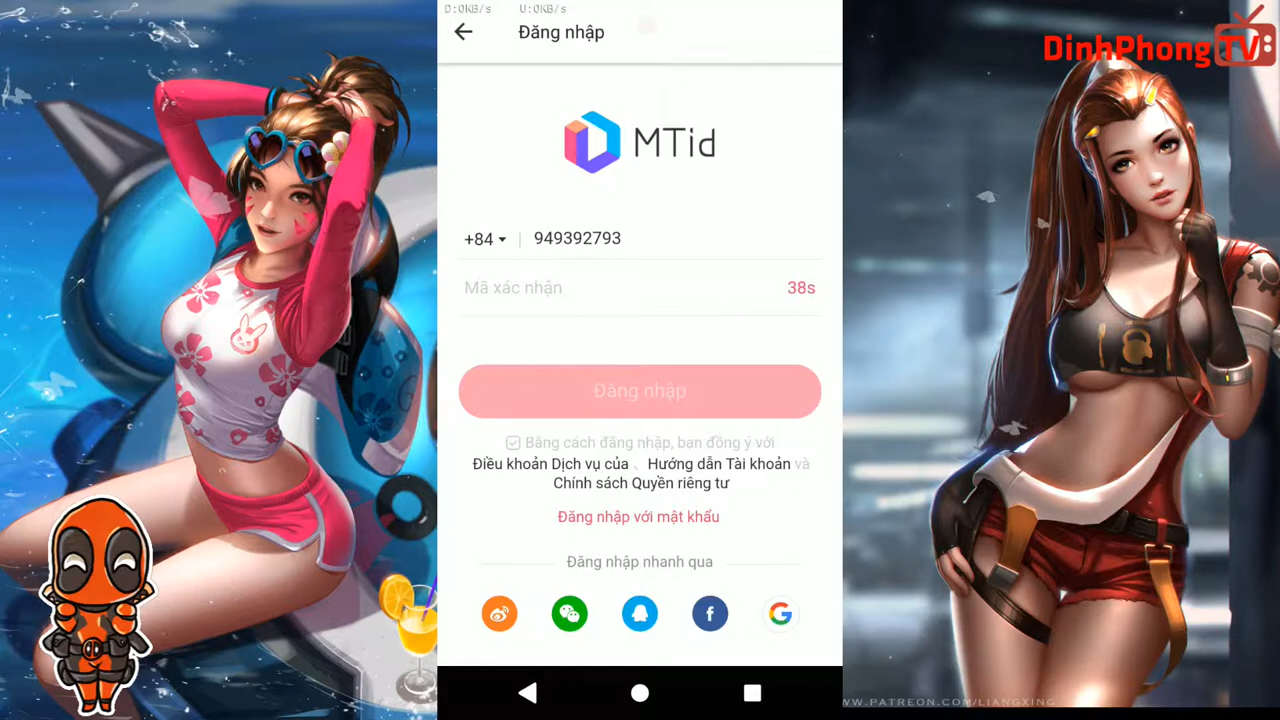 D:0KB/s U:0KB/s
Đăng nhập
DinhPhong TV
MTid
+84 949392793
Mã xác nhận 38s
Đăng nhập
Bằng cách đăng nhập, bạn đồng ý với
Điều khoản Dịch vụ của 、 Hướng dẫn Tài khoản và
Chính sách Quyền riêng tư
Đăng nhập với mật khẩu
Đăng nhập nhanh qua
WWW.PATREON.COM/LIANGXING